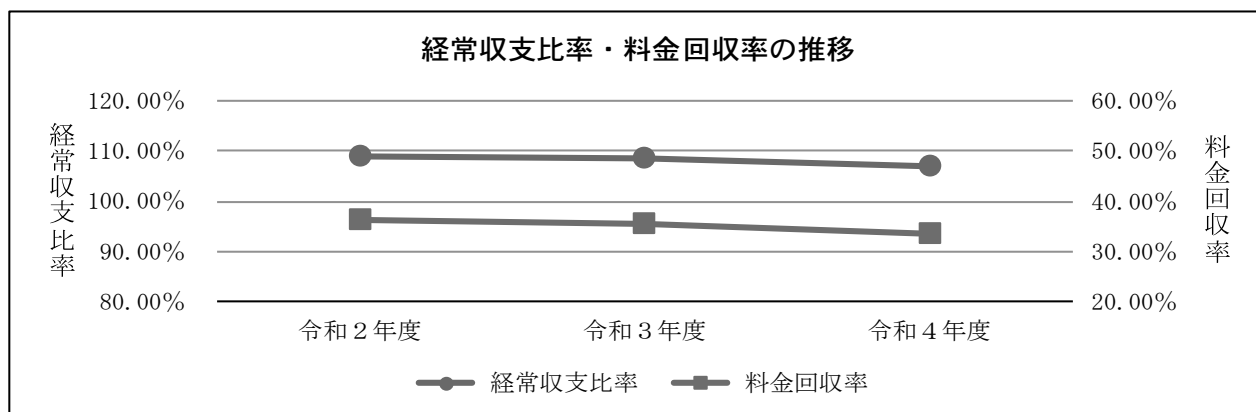 経常収支比率・料金回収率の推移
経常収支比率
120.00%
110.00%
100.00%
90.00%
80.00%
60.00%
50.00%
40.00%
30.00%
20.00%
料金回収率
令和２年度
令和３年度
令和４年度
経常収支比率
料金回収率